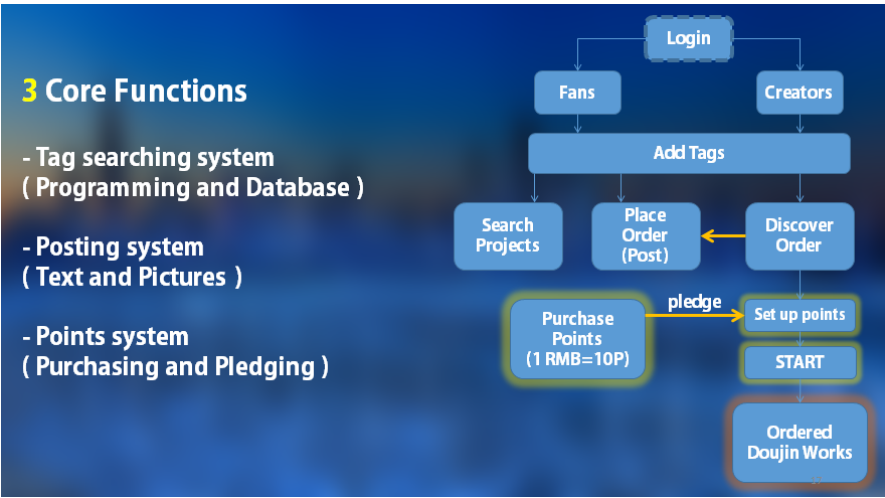 3 Core Functions
- Tag searching system
( Programming and Database )
- Posting system
( Text and Pictures )
- Points system
( Purchasing and Pledging )
Login
Fans
Creators
Add Tags
Search
Projects
Place
Order
(Post)
Discover
Order
Purchase
Points
(1 RMB=10P)
pledge
Set up points
START
Ordered
Doujin Works